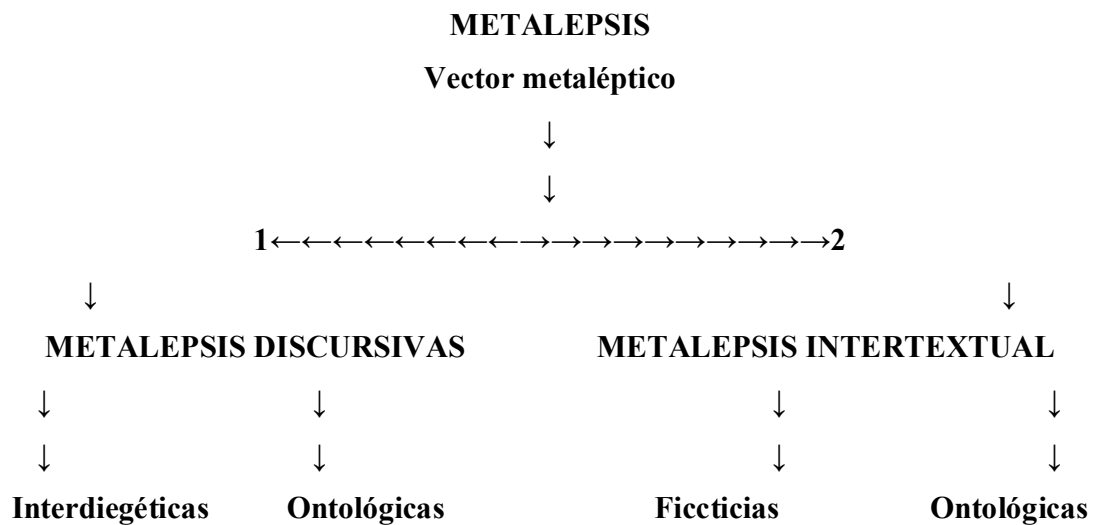 METALEPSIS
Vector metaléptico
↓
↓
1←←←←←←←←←→→→→→→→→→→2
↓ ↓
METALEPSIS DISCURSIVAS METALEPSIS INTERTEXTUAL
↓ ↓ ↓ ↓
↓ ↓ ↓ ↓
Interdiegéticas Ontológicas Ficcticias Ontológicas